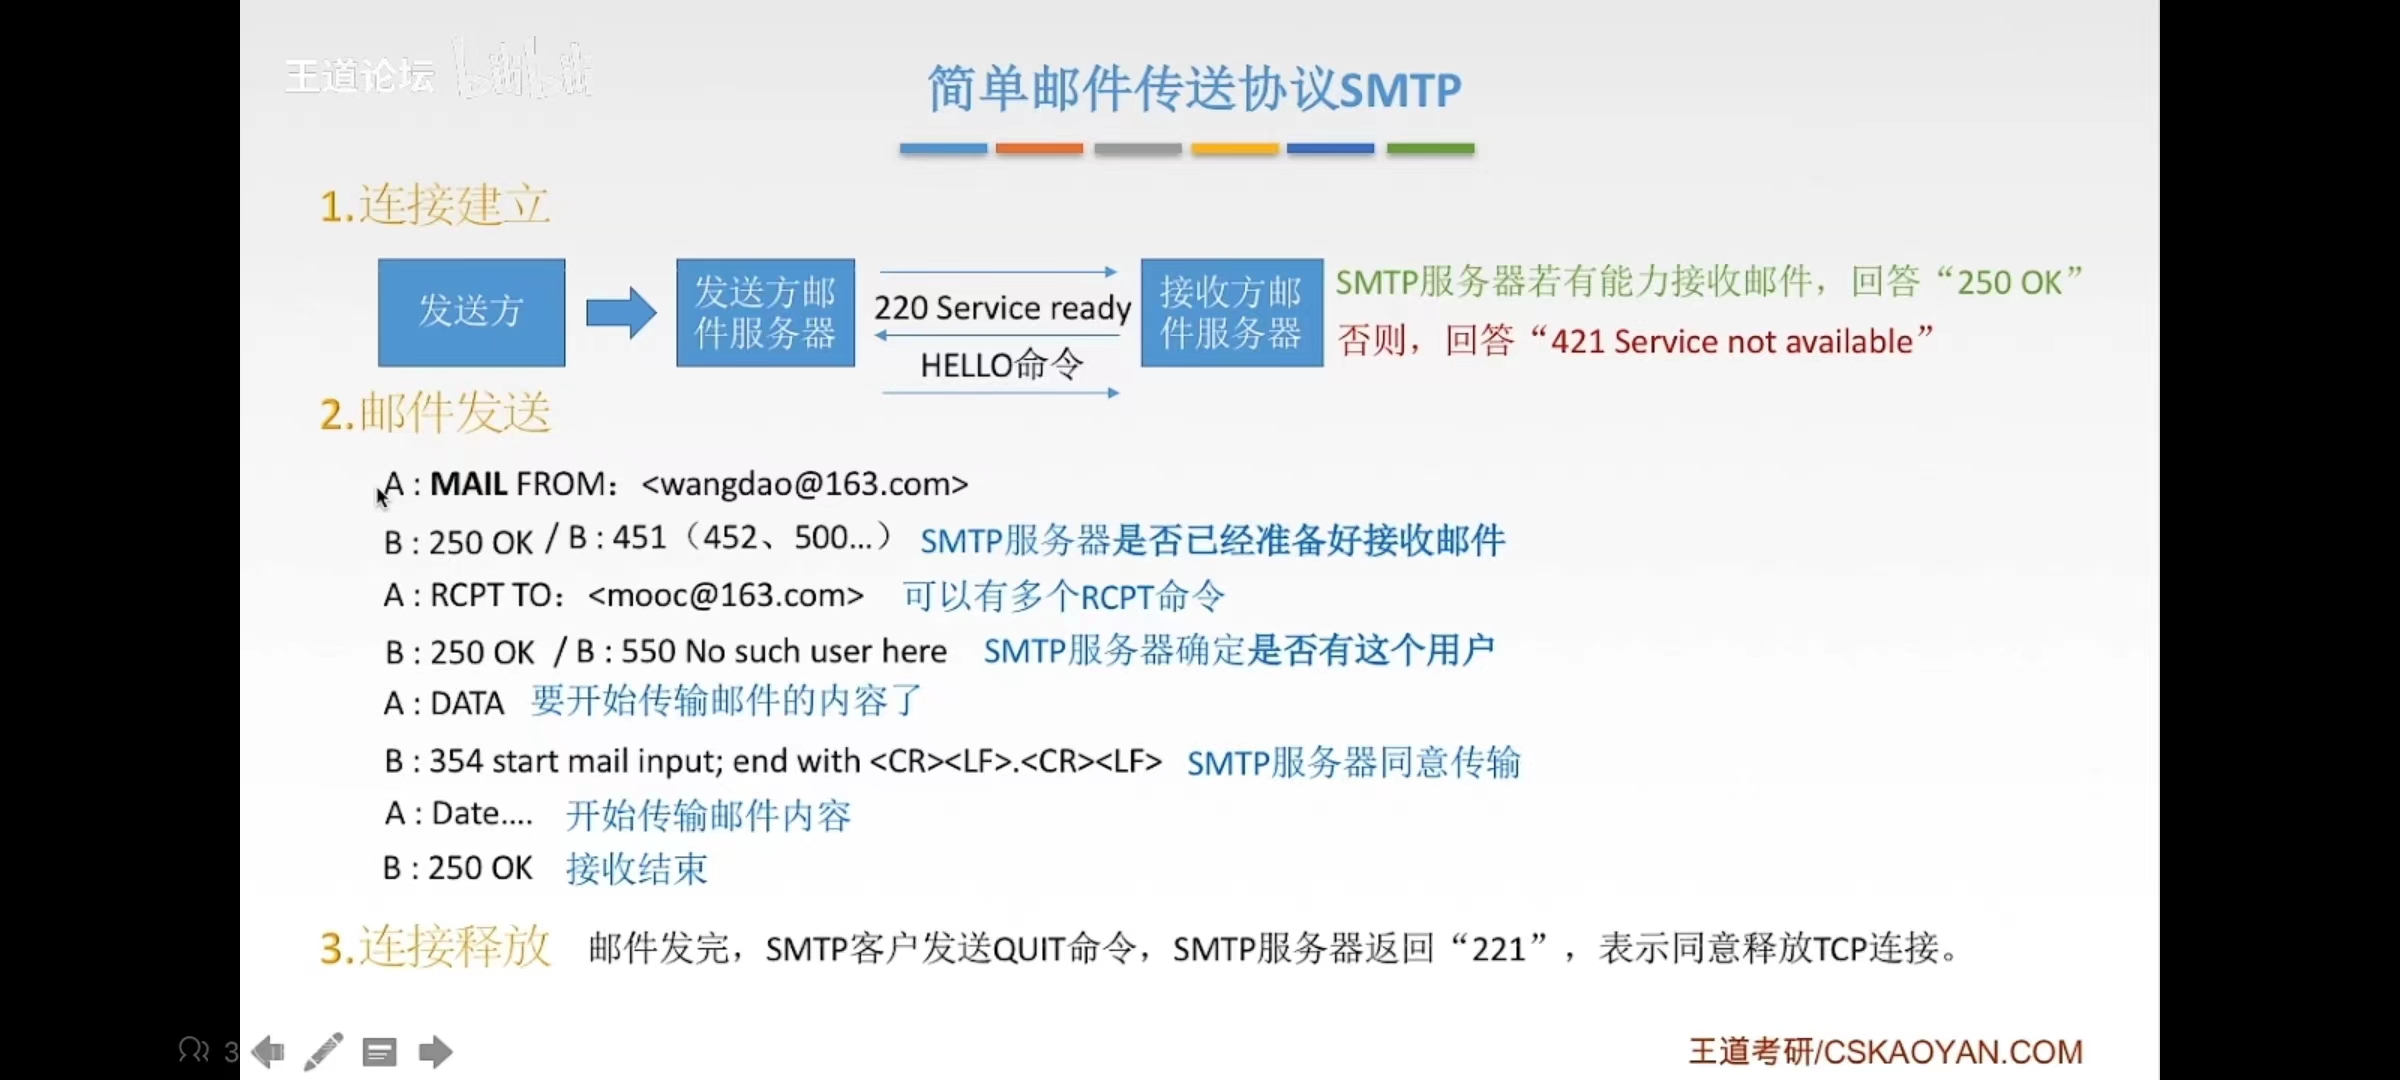 王道论坛 bilibili
简单邮件传送协议SMTP
1.连接建立
发送方
发送方邮
件服务器
220 Service ready
HELLO命令
接收方邮
件服务器
SMTP服务器若有能力接收邮件，回答“250 OK”
否则，回答“421 Service not available”
2.邮件发送
A : MAIL FROM：<wangdao@163.com>
B : 250 OK / B : 451（452、500...） SMTP服务器是否已经准备好接收邮件
A : RCPT TO：<mooc@163.com> 可以有多个RCPT命令
B : 250 OK / B : 550 No such user here SMTP服务器确定是否有这个用户
A : DATA 要开始传输邮件的内容了
B : 354 start mail input; end with <CR><LF>.<CR><LF> SMTP服务器同意传输
A : Date.... 开始传输邮件内容
B : 250 OK 接收结束
3.连接释放 邮件发完，SMTP客户发送QUIT命令，SMTP服务器返回“221”，表示同意释放TCP连接。
3
王道考研/CSKAOYAN.COM